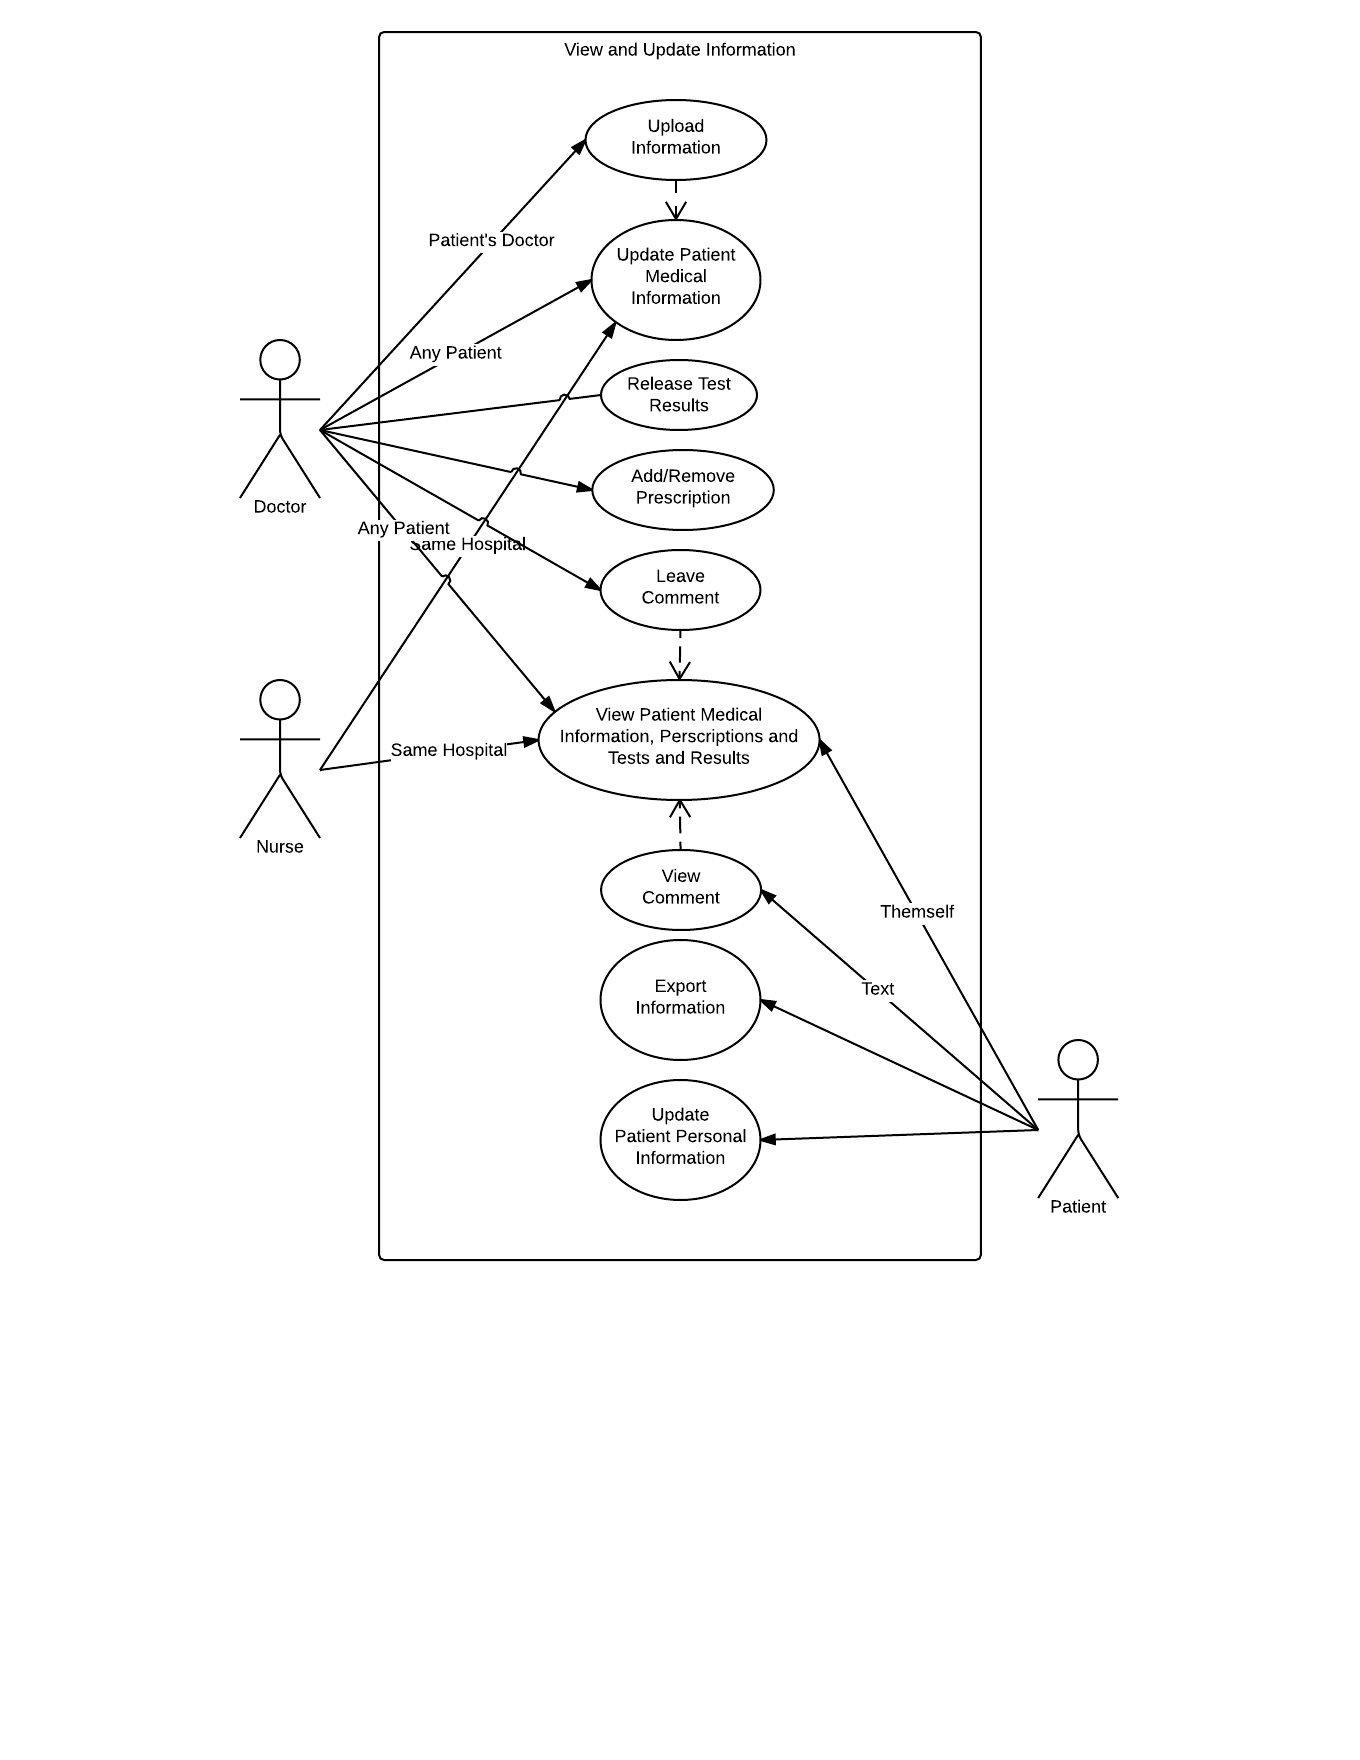 View and Update Information
Upload
Information
Patient's Doctor
Update Patient
Medical
Information
Any Patient
Release Test
Results
Add/Remove
Prescription
Doctor
Any Patient
Same Hospital
Leave
Comment
View Patient Medical
Information, Perscriptions and
Tests and Results
Same Hospital
Nurse
View
Comment
Themself
Text
Export
Information
Update
Patient Personal
Information
Patient